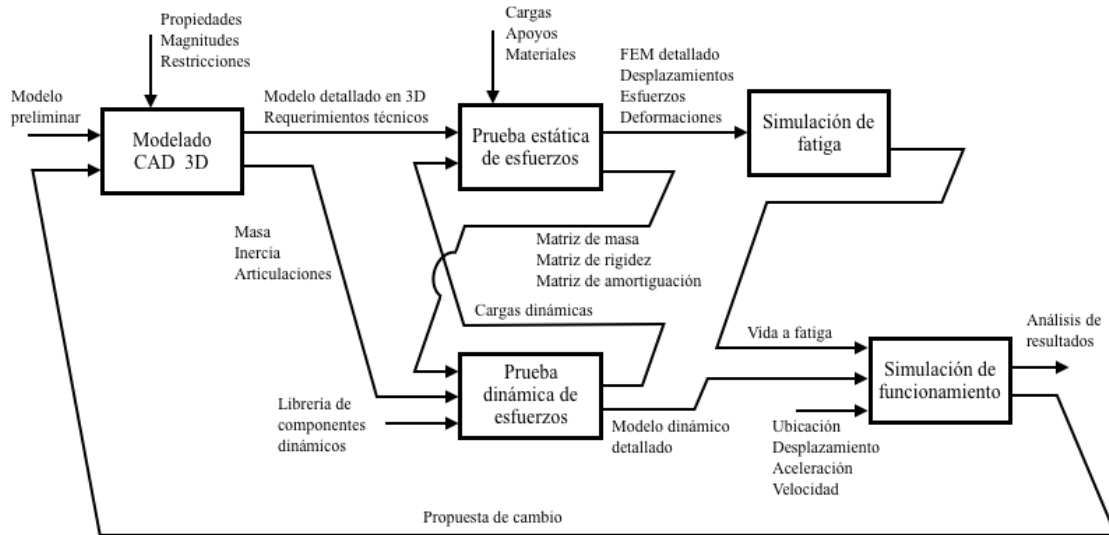 Propiedades
Magnitudes
Restricciones
Modelo
preliminar
Modelado
CAD 3D
Modelo detallado en 3D
Requerimientos técnicos
Cargas
Apoyos
Materiales
Prueba estática
de esfuerzos
FEM detallado
Desplazamientos
Esfuerzos
Deformaciones
Simulación de
fatiga
Masa
Inercia
Articulaciones
Matriz de masa
Matriz de rigidez
Matriz de amortiguación
Cargas dinámicas
Librería de
componentes
dinámicos
Prueba
dinámica de
esfuerzos
Modelo dinámico
detallado
Vida a fatiga
Ubicación
Desplazamiento
Aceleración
Velocidad
Simulación de
funcionamiento
Análisis de
resultados
Propuesta de cambio